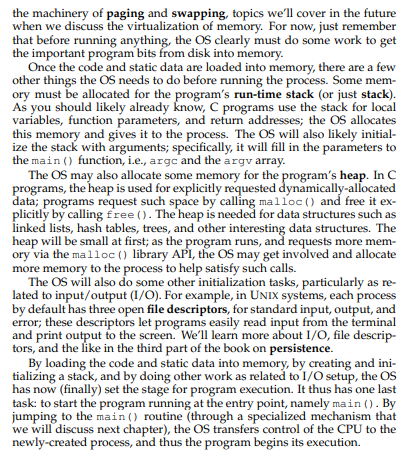 the machinery of paging and swapping, topics we'll cover in the future
when we discuss the virtualization of memory. For now, just remember
that before running anything, the OS clearly must do some work to get
the important program bits from disk into memory.
Once the code and static data are loaded into memory, there are a few
other things the OS needs to do before running the process. Some mem-
ory must be allocated for the program's run-time stack (or just stack).
As you should likely already know, C programs use the stack for local
variables, function parameters, and return addresses; the OS allocates
this memory and gives it to the process. The OS will also likely initial-
ize the stack with arguments; specifically, it will fill in the parameters to
the main() function, i.e., argc and the argv array.
The OS may also allocate some memory for the program's heap. In C
programs, the heap is used for explicitly requested dynamically-allocated
data; programs request such space by calling malloc() and free it ex-
plicitly by calling free(). The heap is needed for data structures such as
linked lists, hash tables, trees, and other interesting data structures. The
heap will be small at first; as the program runs, and requests more mem-
ory via the malloc() library API, the OS may get involved and allocate
more memory to the process to help satisfy such calls.
The OS will also do some other initialization tasks, particularly as re-
lated to input/output (I/O). For example, in UNIX systems, each process
by default has three open file descriptors, for standard input, output, and
error; these descriptors let programs easily read input from the terminal
and print output to the screen. We'll learn more about I/O, file descrip-
tors, and the like in the third part of the book on persistence.
By loading the code and static data into memory, by creating and ini-
tializing a stack, and by doing other work as related to I/O setup, the OS
has now (finally) set the stage for program execution. It thus has one last
task: to start the program running at the entry point, namely main(). By
jumping to the main() routine (through a specialized mechanism that
we will discuss next chapter), the OS transfers control of the CPU to the
newly-created process, and thus the program begins its execution.